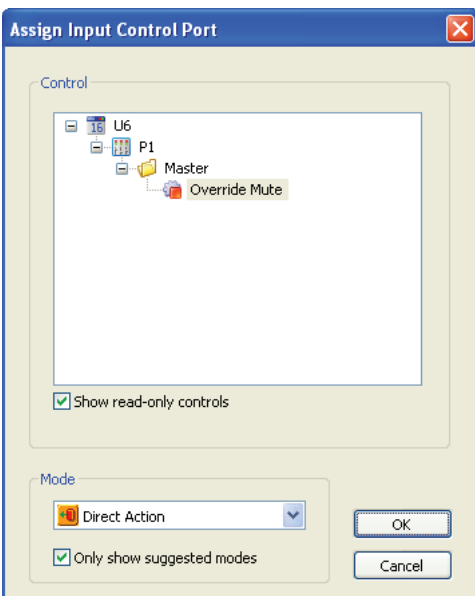 Assign Input Control Port
Control
16 U6
P1
Master
Override Mute
Show read-only controls
Mode
Direct Action
OK
Only show suggested modes
Cancel